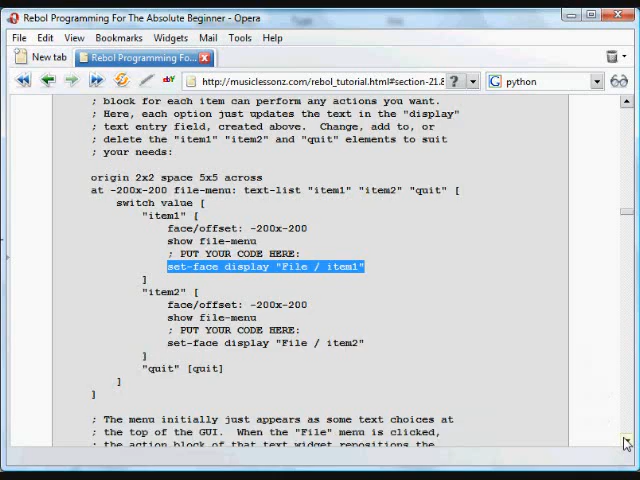 Rebol Programming For The Absolute Beginner - Opera
File Edit View Bookmarks Widgets Mail Tools Help
New tab Rebol Programming Fo...
http://musiclessonz.com/rebol_tutorial.html#section-21.8 ? python
; block for each item can perform any actions you want.
; Here, each option just updates the text in the "display"
; text entry field, created above. Change, add to, or
; delete the "item1" "item2" and "quit" elements to suit
; your needs:
origin 2x2 space 5x5 across
at -200x-200 file-menu: text-list "item1" "item2" "quit" [
switch value [
"item1" [
face/offset: -200x-200
show file-menu
; PUT YOUR CODE HERE:
set-face display "File / item1"
]
"item2" [
face/offset: -200x-200
show file-menu
; PUT YOUR CODE HERE:
set-face display "File / item2"
]
"quit" [quit]
]
]
; The menu initially just appears as some text choices at
; the top of the GUI. When the "File" menu is clicked,
; the action block of that text widget repositions the